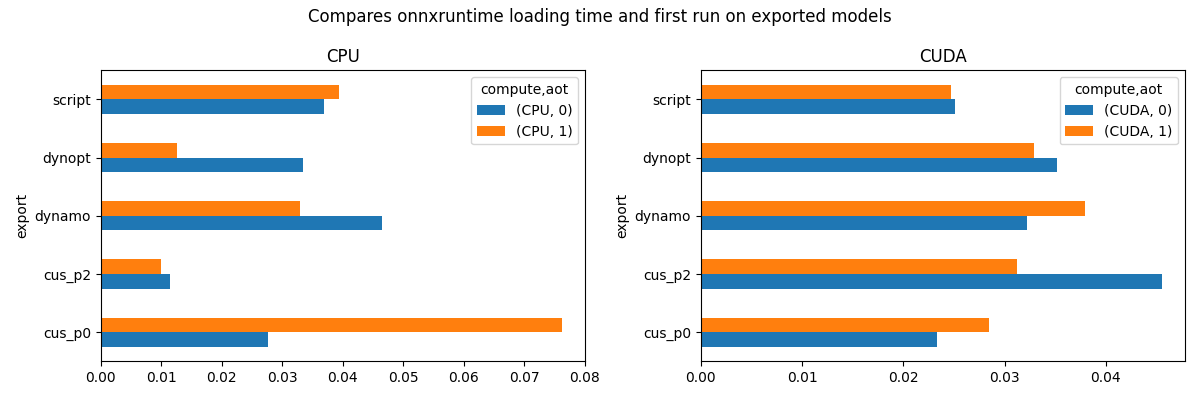 Compares onnxruntime loading time and first run on exported models
CPU
export
script
dynopt
dynamo
cus_p2
cus_p0
compute,aot
(CPU, 0)
(CPU, 1)
0.00 0.01 0.02 0.03 0.04 0.05 0.06 0.07 0.08
CUDA
export
script
dynopt
dynamo
cus_p2
cus_p0
compute,aot
(CUDA, 0)
(CUDA, 1)
0.00 0.01 0.02 0.03 0.04